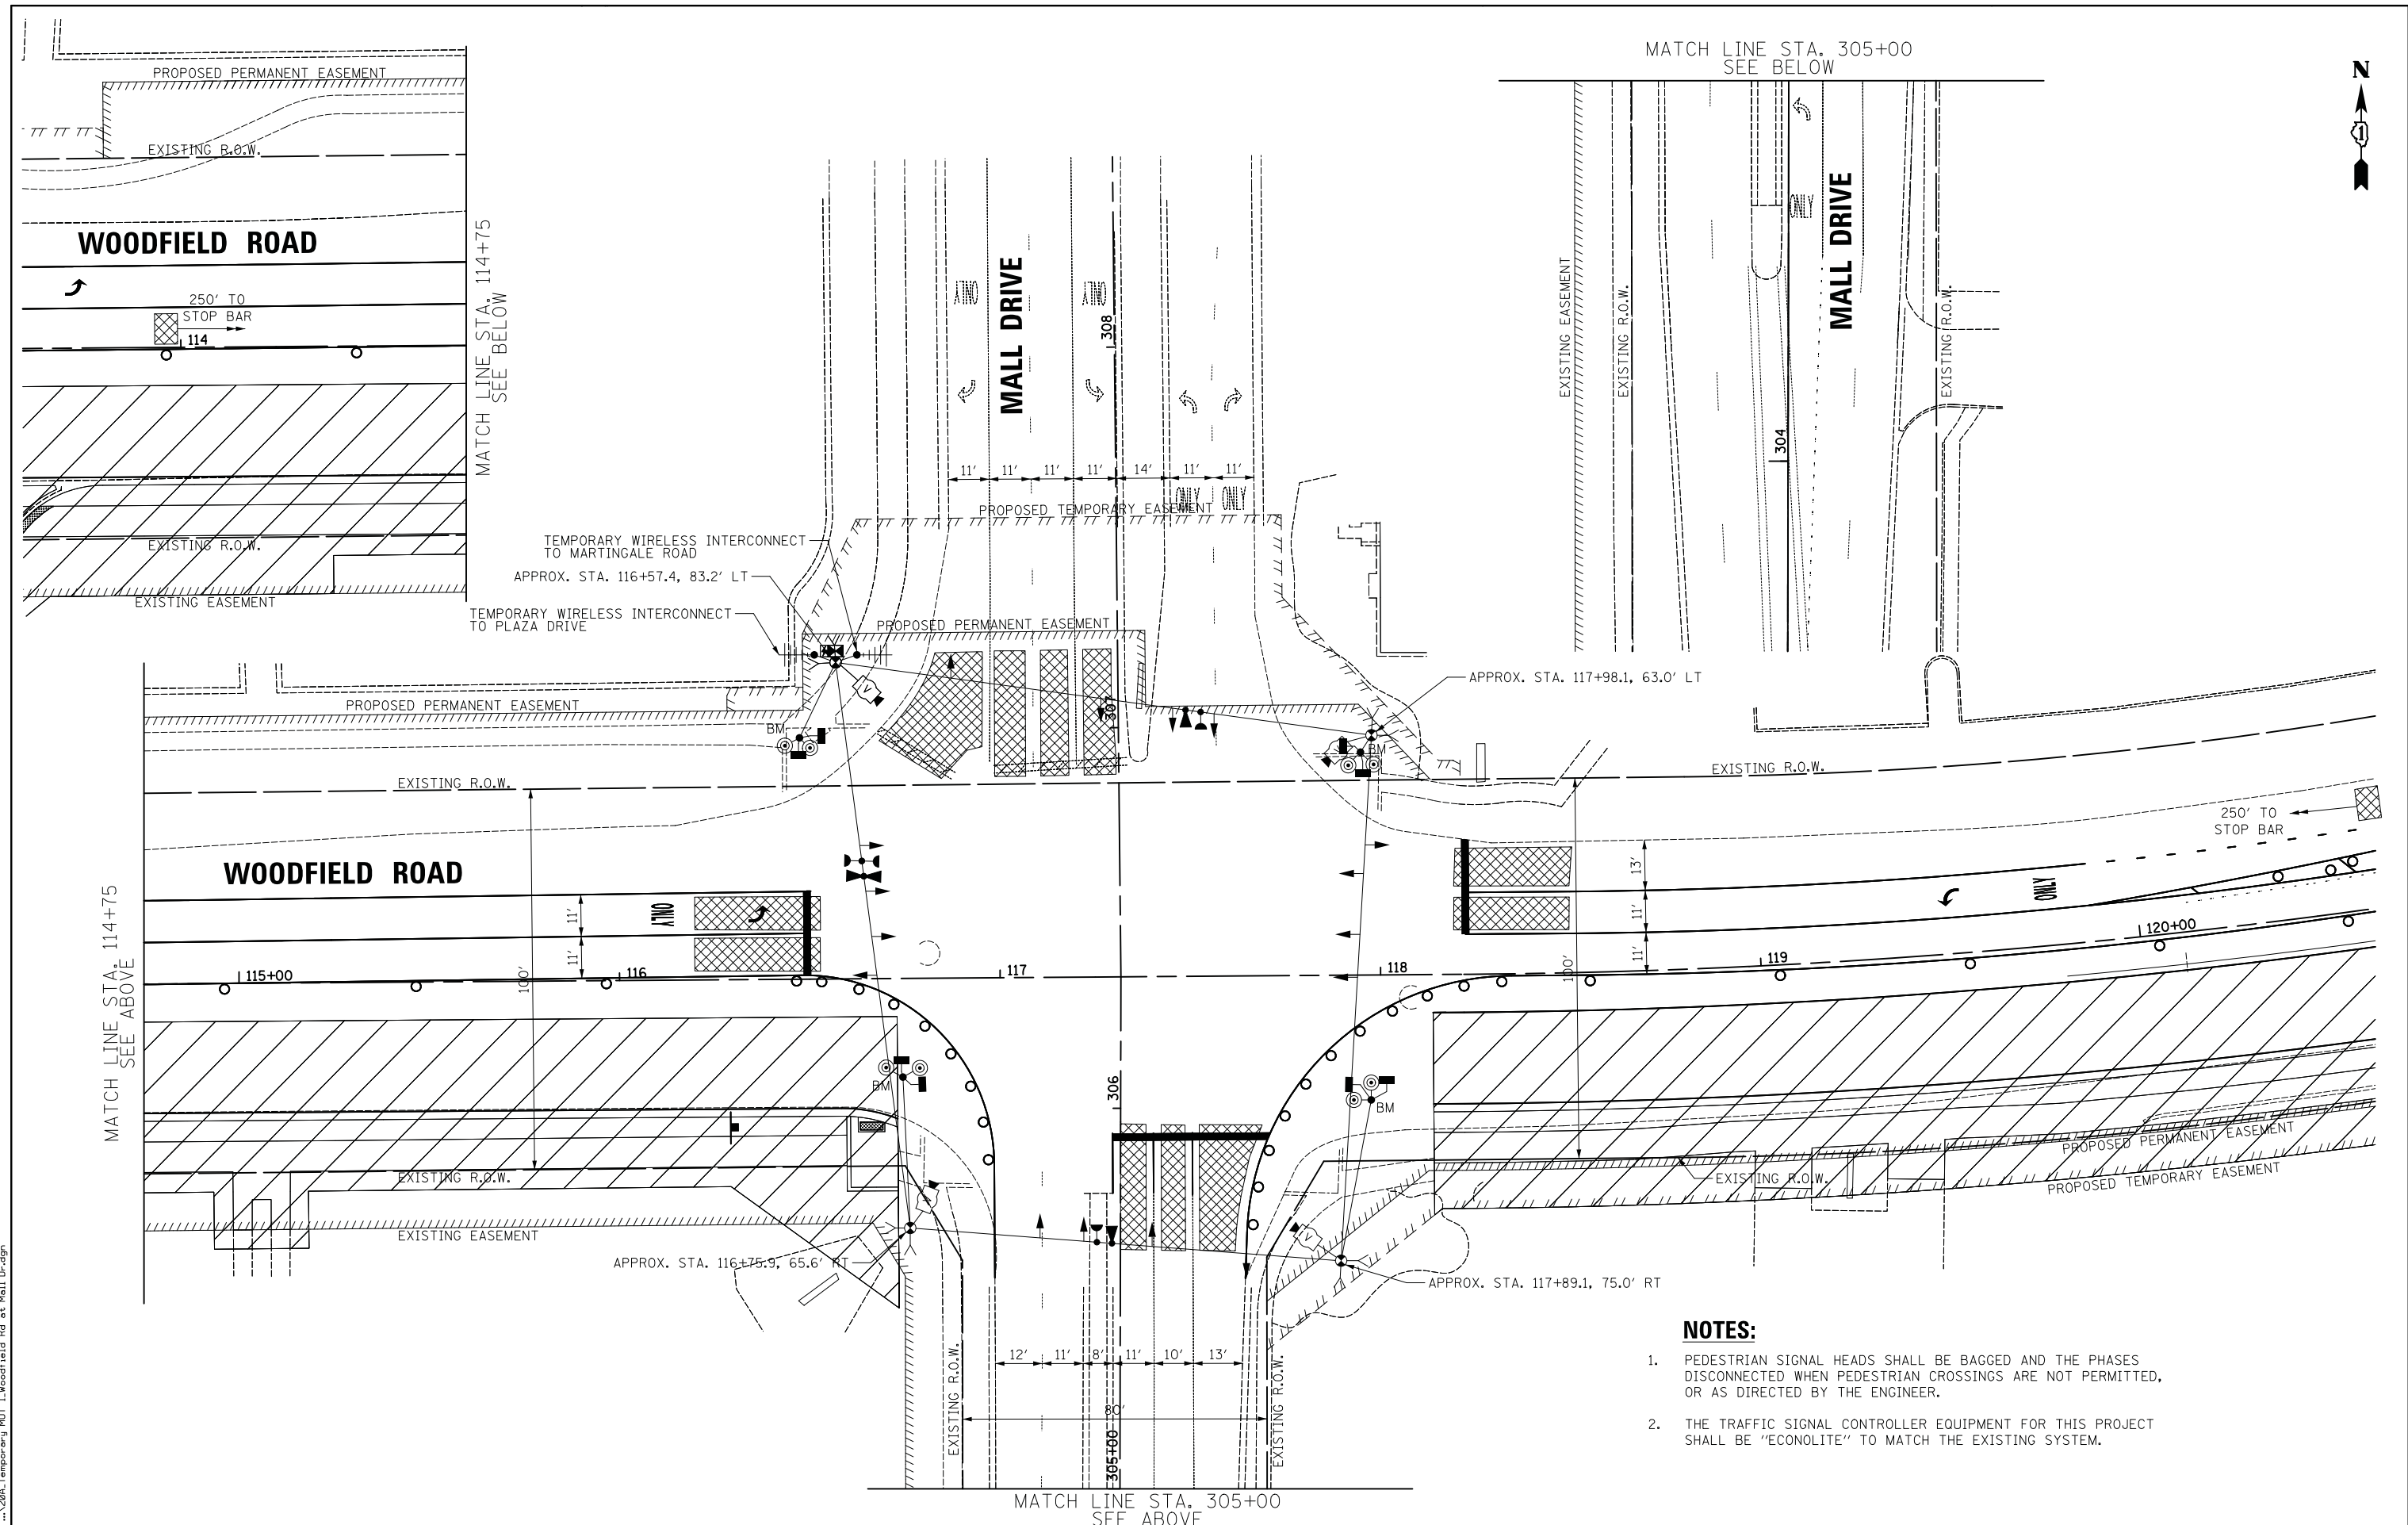 MATCH LINE STA. 305+00
SEE BELOW
N
1
PROPOSED PERMANENT EASEMENT
EXISTING R.O.W.
WOODFIELD ROAD
250' TO
STOP BAR
114
EXISTING R.O.W.
EXISTING EASEMENT
MATCH LINE STA. 114+75
SEE BELOW
ONLY
ONLY
MALL DRIVE
308
11'
11'
11'
11'
14'
11'
11'
ONLY
ONLY
PROPOSED TEMPORARY EASEMENT
EXISTING EASEMENT
EXISTING R.O.W.
ONLY
MALL DRIVE
304
EXISTING R.O.W.
TEMPORARY WIRELESS INTERCONNECT
TO MARTINGALE ROAD
APPROX. STA. 116+57.4, 83.2' LT
TEMPORARY WIRELESS INTERCONNECT
TO PLAZA DRIVE
PROPOSED PERMANENT EASEMENT
V
307
APPROX. STA. 117+98.1, 63.0' LT
PROPOSED PERMANENT EASEMENT
BM
BM
EXISTING R.O.W.
EXISTING R.O.W.
250' TO
STOP BAR
WOODFIELD ROAD
MATCH LINE STA. 114+75
SEE ABOVE
ONLY
11'
11'
100'
13'
11'
11'
100'
ONLY
115+00
116
117
118
119
120+00
BM
BM
306
EXISTING R.O.W.
EXISTING EASEMENT
APPROX. STA. 116+75.9, 65.6' RT
V
APPROX. STA. 117+89.1, 75.0' RT
EXISTING R.O.W.
PROPOSED PERMANENT EASEMENT
PROPOSED TEMPORARY EASEMENT
12'
11'
8'
11'
10'
13'
80'
EXISTING R.O.W.
305+00
EXISTING R.O.W.
MATCH LINE STA. 305+00
SEE ABOVE
NOTES:
1. PEDESTRIAN SIGNAL HEADS SHALL BE BAGGED AND THE PHASES
DISCONNECTED WHEN PEDESTRIAN CROSSINGS ARE NOT PERMITTED,
OR AS DIRECTED BY THE ENGINEER.
2. THE TRAFFIC SIGNAL CONTROLLER EQUIPMENT FOR THIS PROJECT
SHALL BE "ECONOLITE" TO MATCH THE EXISTING SYSTEM.
...\20A_Temporary MOT 1_Woodfield Rd at Mall Dr.dgn